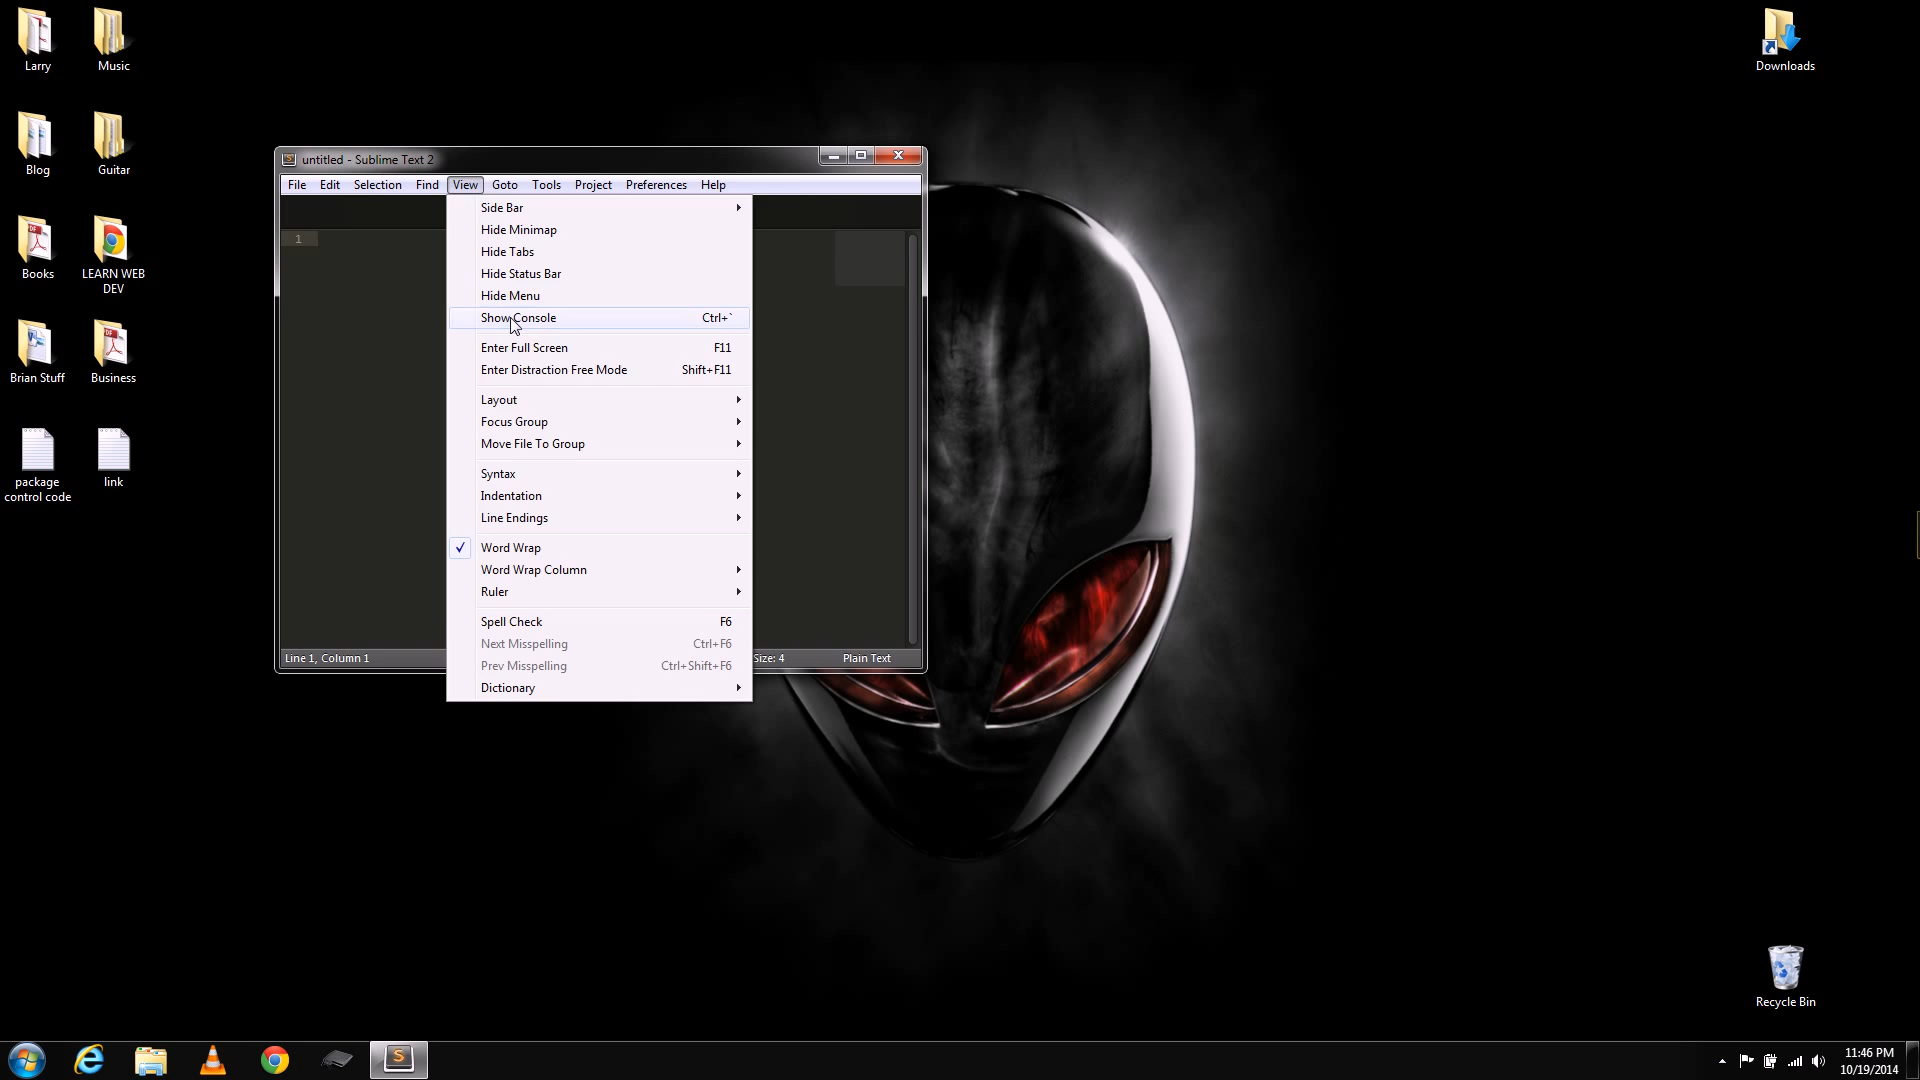 Larry
Music
Downloads
Blog
Guitar
Books
LEARN WEB
DEV
Brian Stuff
Business
package
control code
link
untitled - Sublime Text 2
File Edit Selection Find View Goto Tools Project Preferences Help
1
Side Bar
Hide Minimap
Hide Tabs
Hide Status Bar
Hide Menu
Show Console Ctrl+`
Enter Full Screen F11
Enter Distraction Free Mode Shift+F11
Layout
Focus Group
Move File To Group
Syntax
Indentation
Line Endings
Word Wrap
Word Wrap Column
Ruler
Spell Check F6
Next Misspelling Ctrl+F6
Prev Misspelling Ctrl+Shift+F6
Dictionary
Line 1, Column 1
Size: 4 Plain Text
Recycle Bin
11:46 PM
10/19/2014